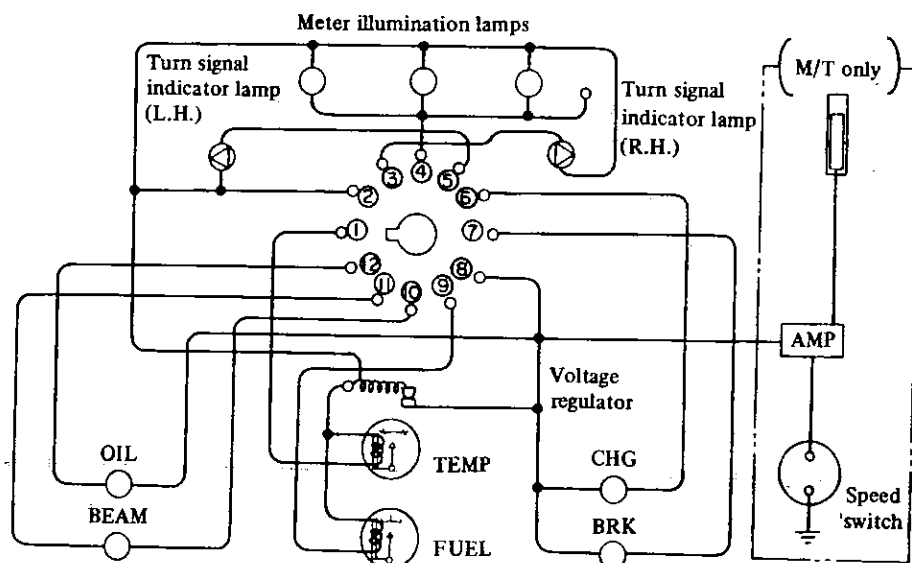 Meter illumination lamps
Turn signal
indicator lamp
(L.H.)
Turn signal
indicator lamp
(R.H.)
(M/T only)
1
2
3
4
5
6
7
8
9
10
11
12
AMP
Voltage
regulator
OIL
TEMP
CHG
BEAM
FUEL
BRK
Speed
switch